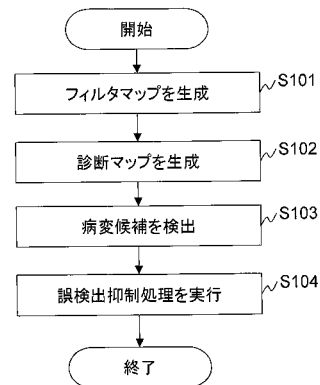 開始
フィルタマップを生成
S101
診断マップを生成
S102
病変候補を検出
S103
誤検出抑制処理を実行
S104
終了